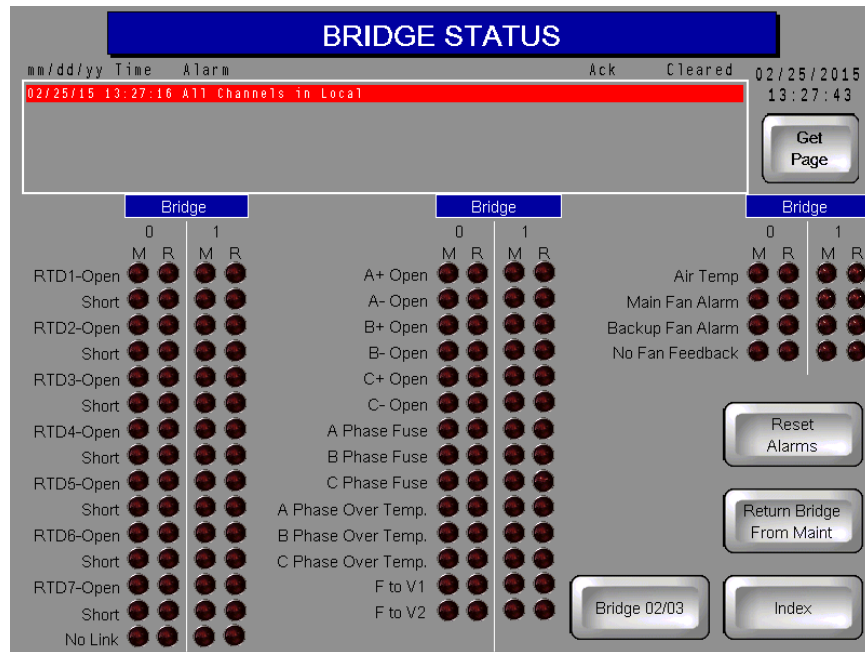 BRIDGE STATUS
mm/dd/yy Time Alarm Ack Cleared
02/25/2015
13:27:43
02/25/15 13:27:16 All Channels in Local
Get
Page
Bridge Bridge Bridge
0 1 0 1 0 1
M R M R M R M R M R M R
RTD1-Open A+ Open Air Temp
Short A- Open Main Fan Alarm
RTD2-Open B+ Open Backup Fan Alarm
Short B- Open No Fan Feedback
RTD3-Open C+ Open
Short C- Open
RTD4-Open A Phase Fuse
Short B Phase Fuse
RTD5-Open C Phase Fuse
Short A Phase Over Temp.
RTD6-Open B Phase Over Temp.
Short C Phase Over Temp.
RTD7-Open F to V1
Short F to V2
No Link
Reset
Alarms
Return Bridge
From Maint
Bridge 02/03 Index